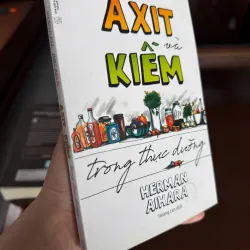 AXIT
và
KIỀM
trong thực dưỡng
HERMAN
AIHARA